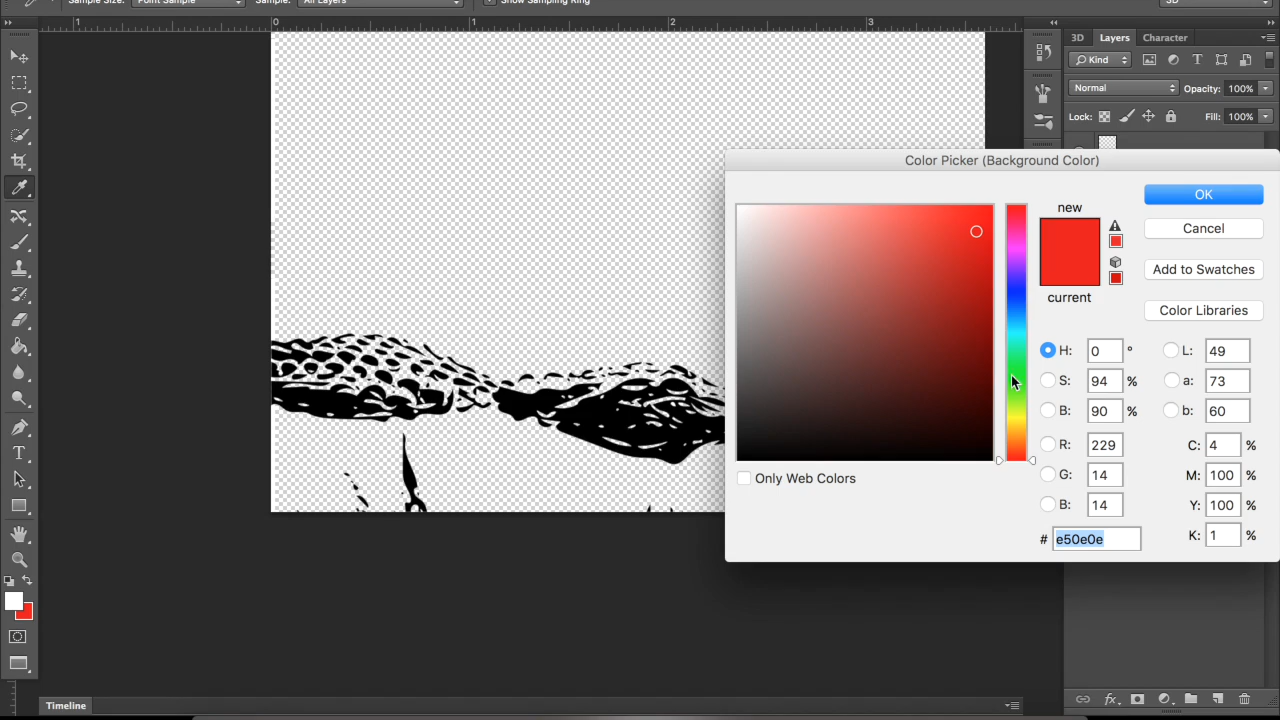 Sample Size: Point Sample Sample: All Layers Show Sampling Ring 3D
1 0 1 2 3
3D Layers Character
Kind
Normal Opacity: 100%
Lock: Fill: 100%
Color Picker (Background Color)
OK
new
Cancel
Add to Swatches
current
Color Libraries
H: 0 ° L: 49
S: 94 % a: 73
B: 90 % b: 60
R: 229 C: 4 %
G: 14 M: 100 %
Only Web Colors
B: 14 Y: 100 %
# e50e0e K: 1 %
Timeline